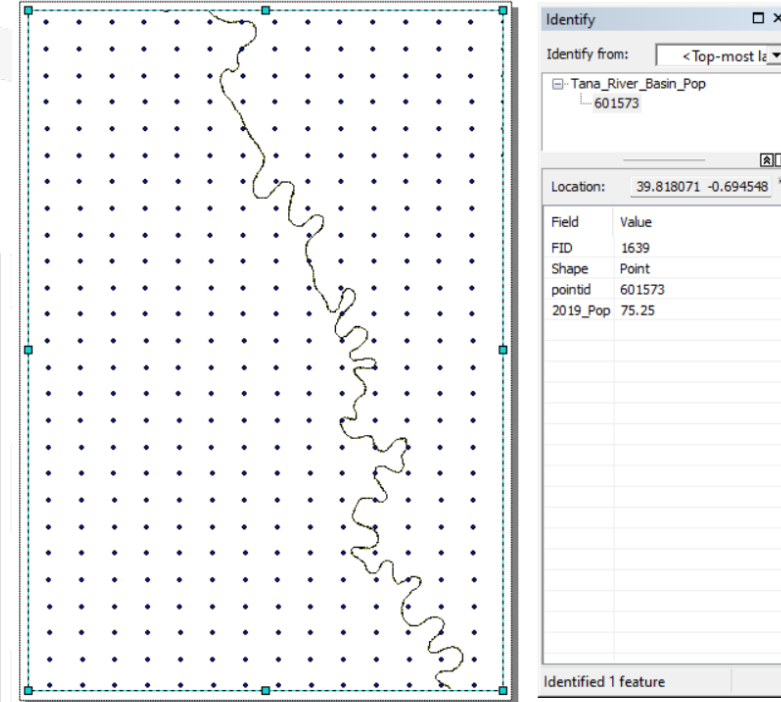 Identify
Identify from: <Top-most la
Tana_River_Basin_Pop
601573
Location: 39.818071 -0.694548
Field Value
FID 1639
Shape Point
pointid 601573
2019_Pop 75.25
Identified 1 feature